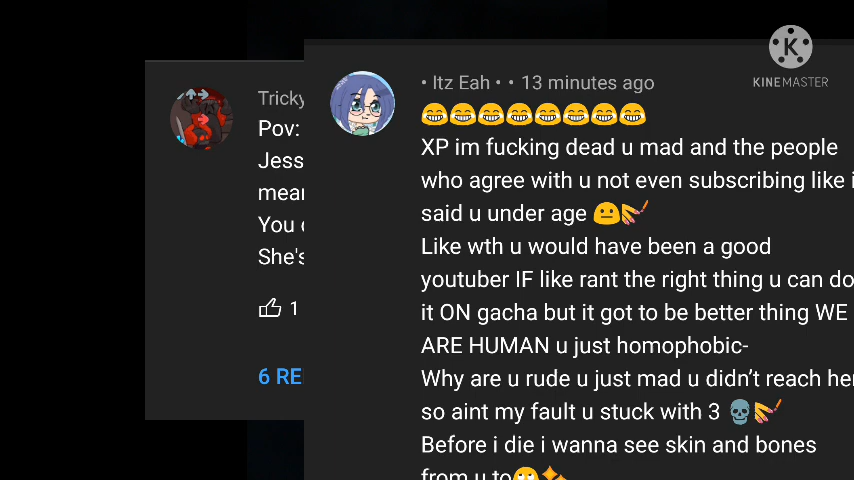 Tricky
Pov:
Jess
mean
You
She's
1
6 RE
• Itz Eah • • 13 minutes ago
😂😂😂😂😂😂😂😂
XP im fucking dead u mad and the people
who agree with u not even subscribing like i
said u under age 😐💅
Like wth u would have been a good
youtuber IF like rant the right thing u can do
it ON gacha but it got to be better thing WE
ARE HUMAN u just homophobic-
Why are u rude u just mad u didn't reach her
so aint my fault u stuck with 3 💀💅
Before i die i wanna see skin and bones
from u to🙄✨
K
KINEMASTER